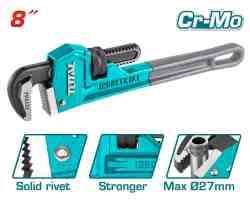 8"
Cr-Mo
TOTAL
Solid rivet
Stronger
Max Ø27mm